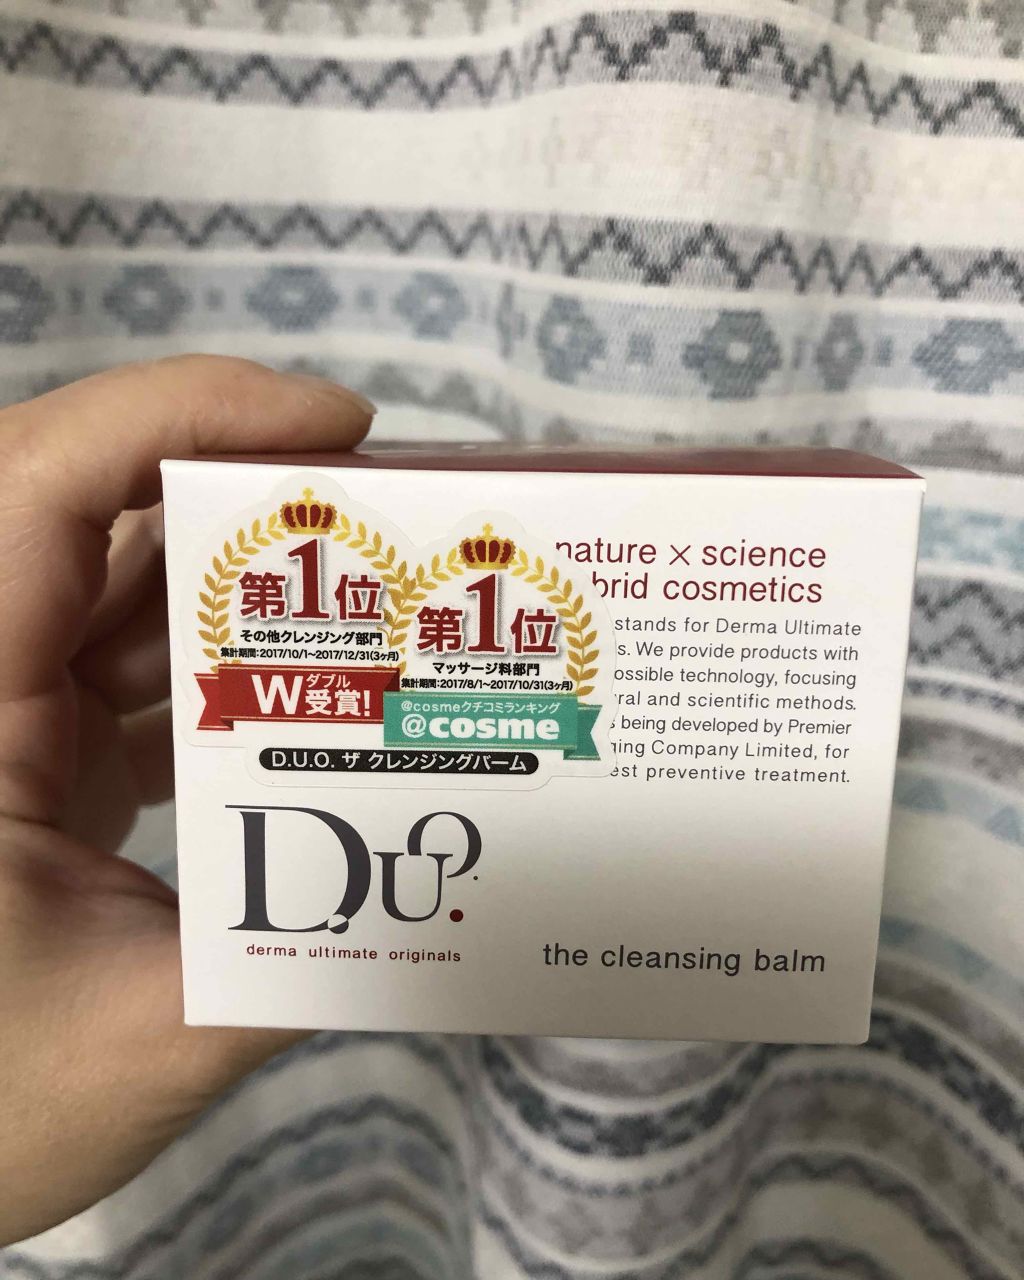 第1位
その他クレンジング部門
集計期間:2017/10/1~2017/12/31(3ヶ月)
ダブル
W受賞!
第1位
マッサージ料部門
集計期間:2017/8/1~2017/10/31(3ヶ月)
@cosmeクチコミランキング
@cosme
D.U.O. ザ クレンジングバーム
nature × science
brid cosmetics
stands for Derma Ultimate
s. We provide products with
ossible technology, focusing
ral and scientific methods.
being developed by Premier
ing Company Limited, for
est preventive treatment.
D.U.O.
derma ultimate originals
the cleansing balm